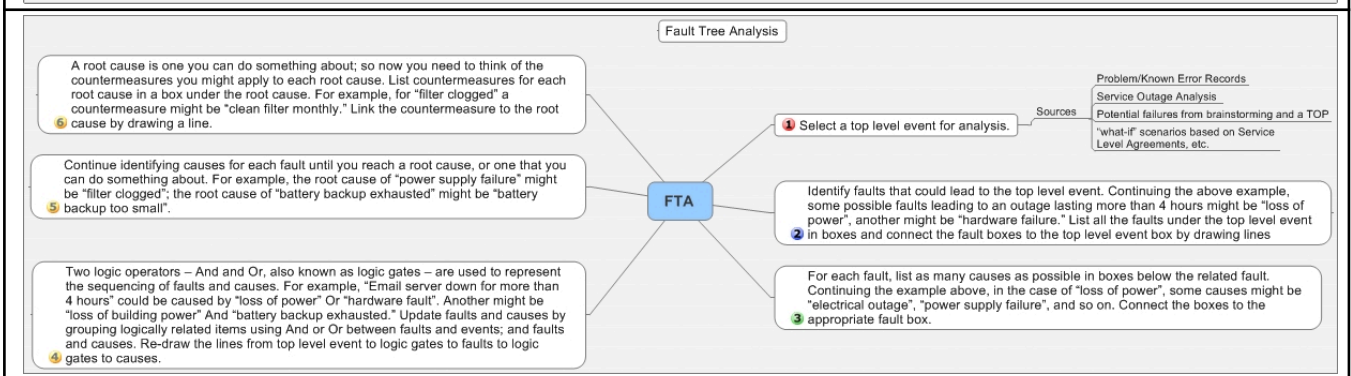 Fault Tree Analysis
A root cause is one you can do something about; so now you need to think of the
countermeasures you might apply to each root cause. List countermeasures for each
root cause in a box under the root cause. For example, for “filter clogged” a
countermeasure might be “clean filter monthly.” Link the countermeasure to the root
6 cause by drawing a line.
Continue identifying causes for each fault until you reach a root cause, or one that you
can do something about. For example, the root cause of “power supply failure” might
be “filter clogged”; the root cause of “battery backup exhausted” might be “battery
5 backup too small”.
Two logic operators – And and Or, also known as logic gates – are used to represent
the sequencing of faults and causes. For example, “Email server down for more than
4 hours” could be caused by “loss of power” Or “hardware fault”. Another might be
“loss of building power” And “battery backup exhausted.” Update faults and causes by
grouping logically related items using And or Or between faults and events; and faults
and causes. Re-draw the lines from top level event to logic gates to faults to logic
4 gates to causes.
FTA
1 Select a top level event for analysis.
Sources
Problem/Known Error Records
Service Outage Analysis
Potential failures from brainstorming and a TOP
“what-if” scenarios based on Service
Level Agreements, etc.
Identify faults that could lead to the top level event. Continuing the above example,
some possible faults leading to an outage lasting more than 4 hours might be “loss of
power”, another might be “hardware failure.” List all the faults under the top level event
2 in boxes and connect the fault boxes to the top level event box by drawing lines
For each fault, list as many causes as possible in boxes below the related fault.
Continuing the example above, in the case of “loss of power”, some causes might be
“electrical outage”, “power supply failure”, and so on. Connect the boxes to the
3 appropriate fault box.